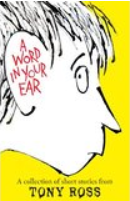 A WORD
IN YOUR
EAR
A collection of short stories from
TONY ROSS